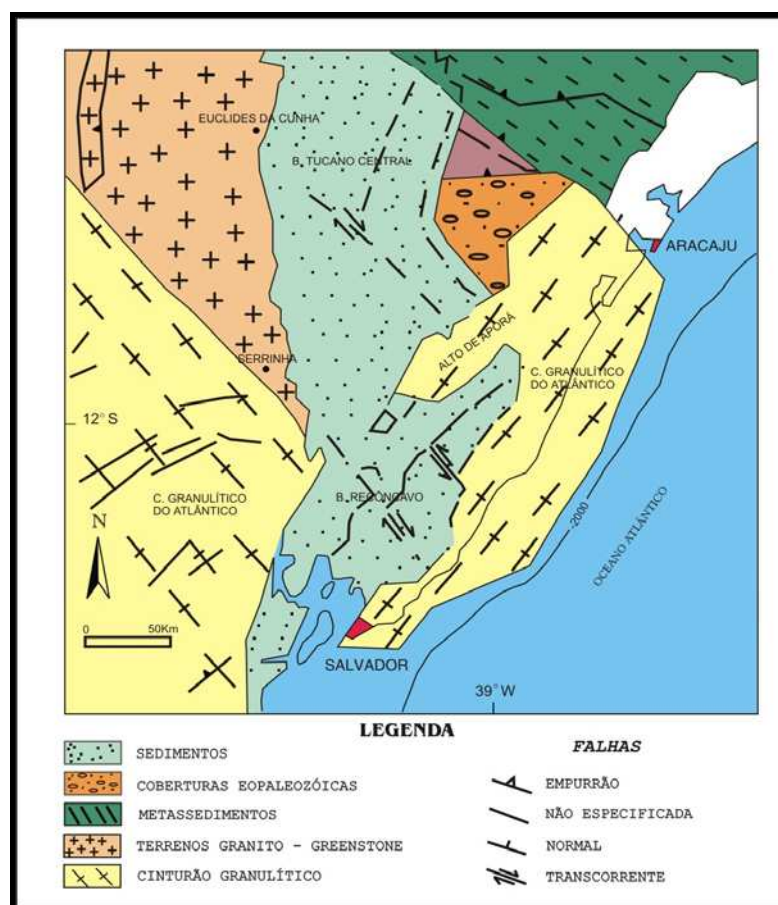 EUCLIDES DA CUNHA
B. TUCANO CENTRAL
ARACAJU
ALTO DE APORÁ
SERRINHA
C. GRANULÍTICO
DO ATLÂNTICO
12° S
B. RECÔNCAVO
C. GRANULÍTICO
DO ATLÂNTICO
-2000
OCEANO ATLÂNTICO
N
0 50Km
SALVADOR
39° W
LEGENDA
SEDIMENTOS
COBERTURAS EOPALEOZÓICAS
METASSEDIMENTOS
TERRENOS GRANITO - GREENSTONE
CINTURÃO GRANULÍTICO
FALHAS
EMPURRÃO
NÃO ESPECIFICADA
NORMAL
TRANSCORRENTE